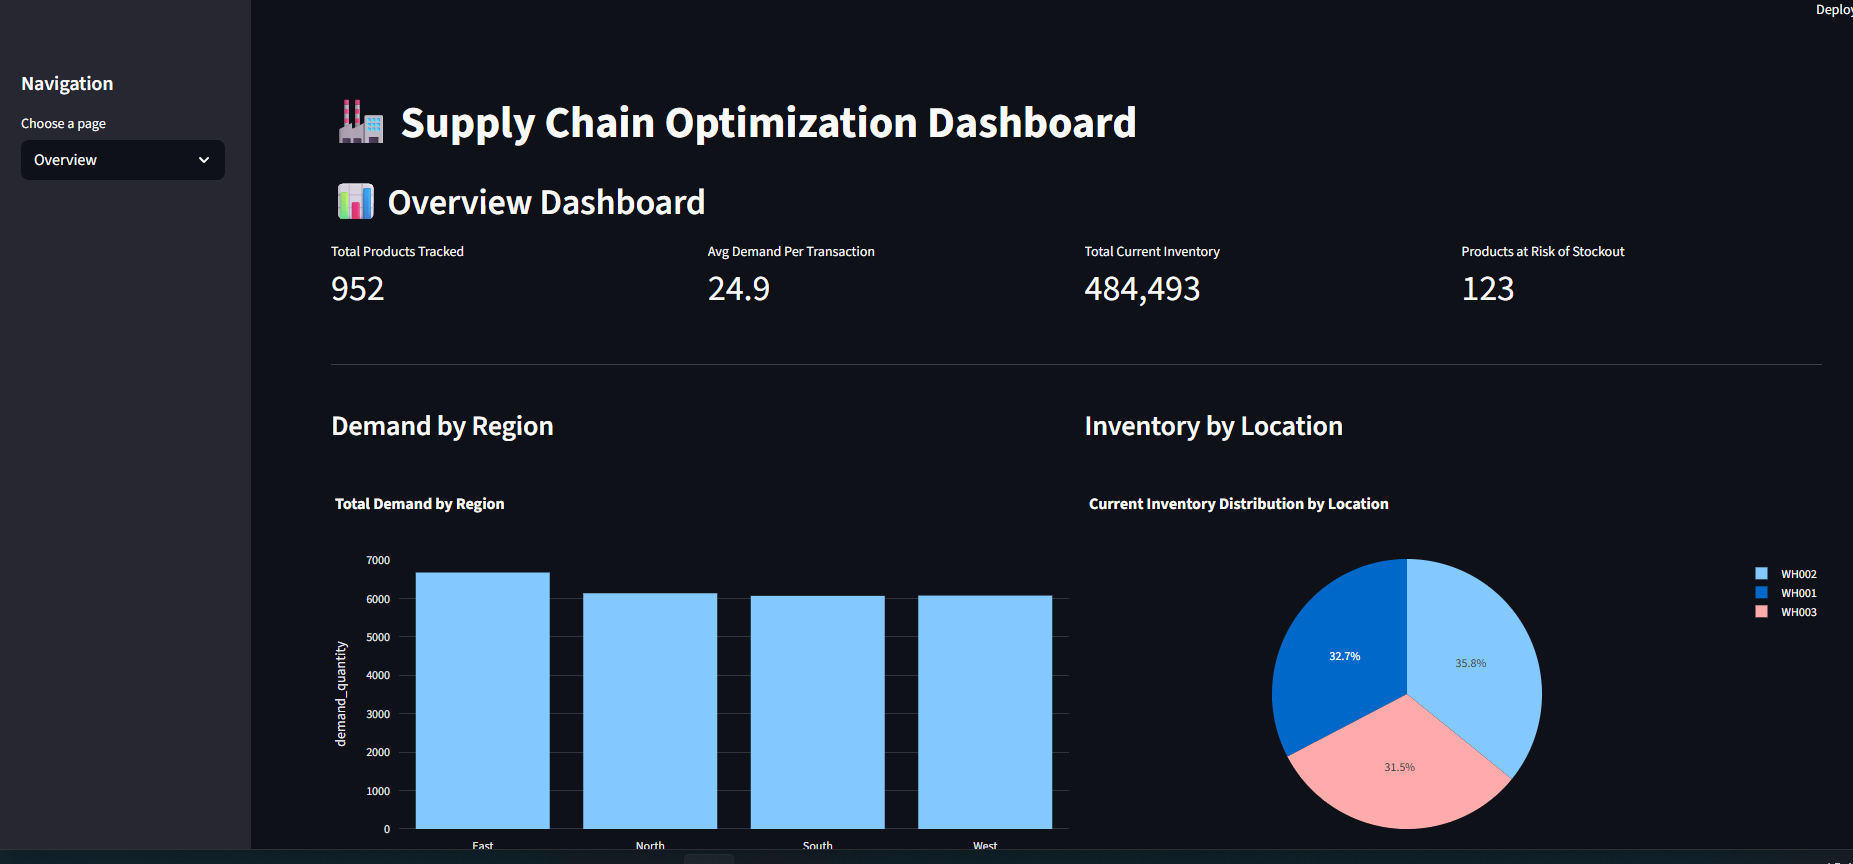 Deploy
Navigation
Choose a page
Overview
Supply Chain Optimization Dashboard
Overview Dashboard
Total Products Tracked
952
Avg Demand Per Transaction
24.9
Total Current Inventory
484,493
Products at Risk of Stockout
123
Demand by Region
Total Demand by Region
7000
6000
5000
4000
3000
2000
1000
0
demand_quantity
East
North
South
West
Inventory by Location
Current Inventory Distribution by Location
32.7%
35.8%
31.5%
WH002
WH001
WH003